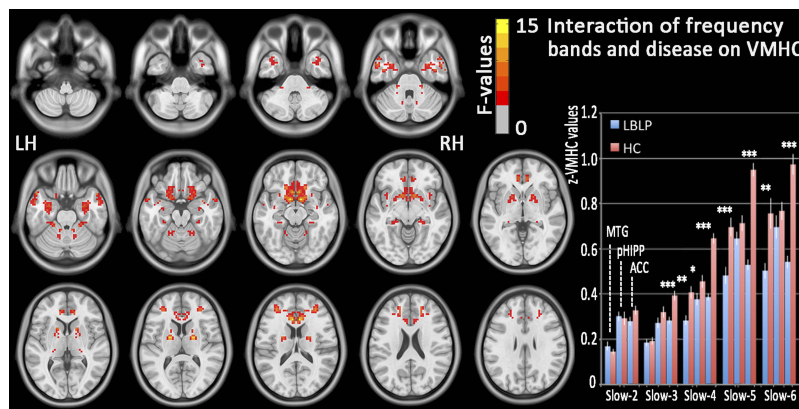 15
F-values
0
Interaction of frequency
bands and disease on VMHC
LH
RH
z-VMHC values
1.2
1.0
0.8
0.6
0.4
0.2
0
LBLP
HC
MTG
pHIPP
ACC
***
**
*
***
***
***
**
***
Slow-2
Slow-3
Slow-4
Slow-5
Slow-6